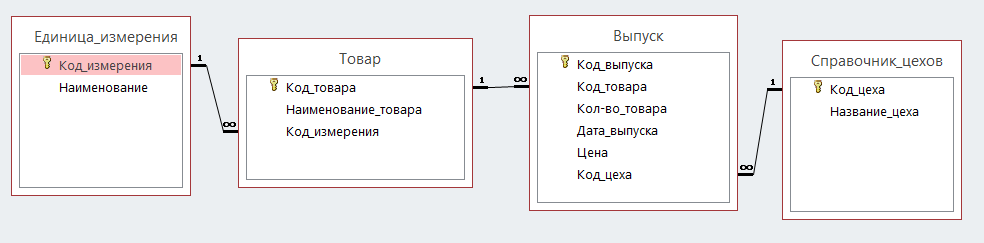 Единица_измерения
Код_измерения
Наименование
1
∞
Товар
Код_товара
Наименование_товара
Код_измерения
1
∞
Выпуск
Код_выпуска
Код_товара
Кол-во_товара
Дата_выпуска
Цена
Код_цеха
1
∞
Справочник_цехов
Код_цеха
Название_цеха